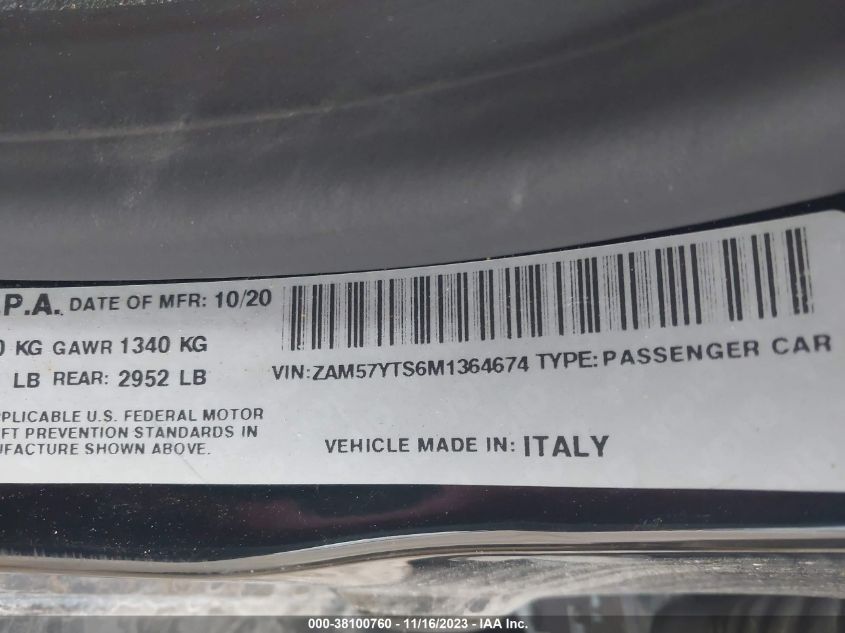 .P.A. DATE OF MFR: 10/20
0 KG GAWR 1340 KG
LB REAR: 2952 LB
VIN:ZAM57YTS6M1364674 TYPE:PASSENGER CAR
PPLICABLE U.S. FEDERAL MOTOR
FT PREVENTION STANDARDS IN
UFACTURE SHOWN ABOVE.
VEHICLE MADE IN: ITALY
000-38100760 - 11/16/2023 - IAA Inc.